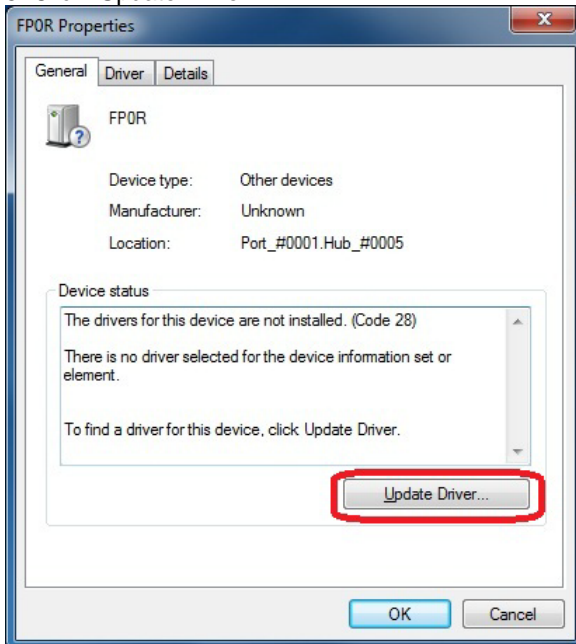 FP0R Properties
General Driver Details
FP0R
Device type: Other devices
Manufacturer: Unknown
Location: Port_#0001.Hub_#0005
Device status
The drivers for this device are not installed. (Code 28)
There is no driver selected for the device information set or
element.
To find a driver for this device, click Update Driver.
Update Driver...
OK Cancel